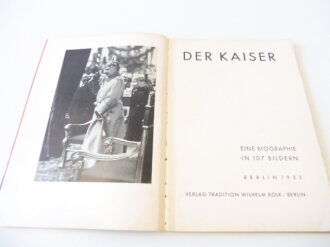 DER KAISER
EINE BIOGRAPHIE
IN 107 BILDERN
BERLIN 1933
VERLAG TRADITION WILHELM KOLK / BERLIN